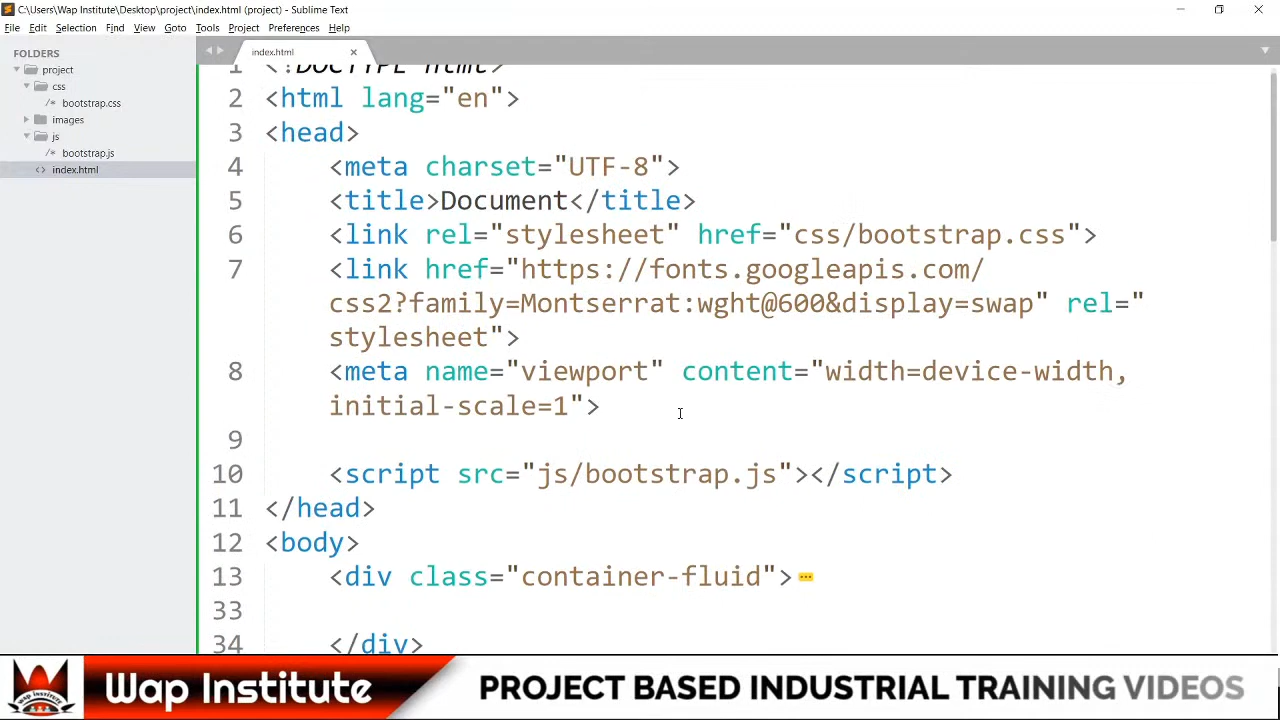 C:\Users\Wap Institute\Desktop\project\index.html (project) - Sublime Text
File Edit Selection Find View Goto Tools Project Preferences Help
FOLDERS
project
css
bootstrap.css
images
js
bootstrap.js
index.html
index.html
1 <!DOCTYPE html>
2 <html lang="en">
3 <head>
4 <meta charset="UTF-8">
5 <title>Document</title>
6 <link rel="stylesheet" href="css/bootstrap.css">
7 <link href="https://fonts.googleapis.com/
css2?family=Montserrat:wght@600&display=swap" rel="
stylesheet">
8 <meta name="viewport" content="width=device-width,
initial-scale=1">
9
10 <script src="js/bootstrap.js"></script>
11 </head>
12 <body>
13 <div class="container-fluid">
33
34 </div>
Wap Institute
Wap Institute
PROJECT BASED INDUSTRIAL TRAINING VIDEOS